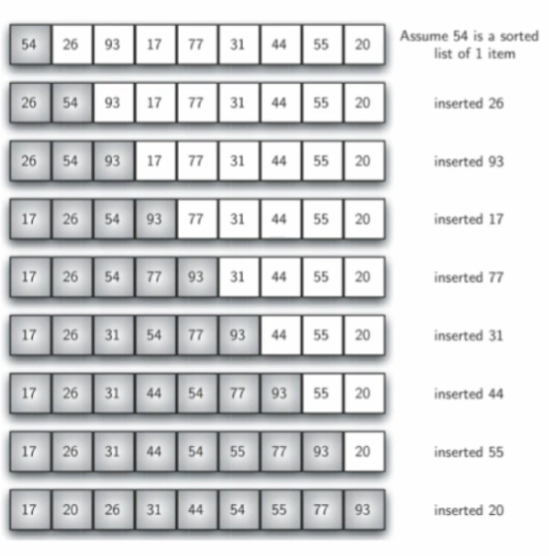 54 26 93 17 77 31 44 55 20 Assume 54 is a sorted
list of 1 item
26 54 93 17 77 31 44 55 20 inserted 26
26 54 93 17 77 31 44 55 20 inserted 93
17 26 54 93 77 31 44 55 20 inserted 17
17 26 54 77 93 31 44 55 20 inserted 77
17 26 31 54 77 93 44 55 20 inserted 31
17 26 31 44 54 77 93 55 20 inserted 44
17 26 31 44 54 55 77 93 20 inserted 55
17 20 26 31 44 54 55 77 93 inserted 20